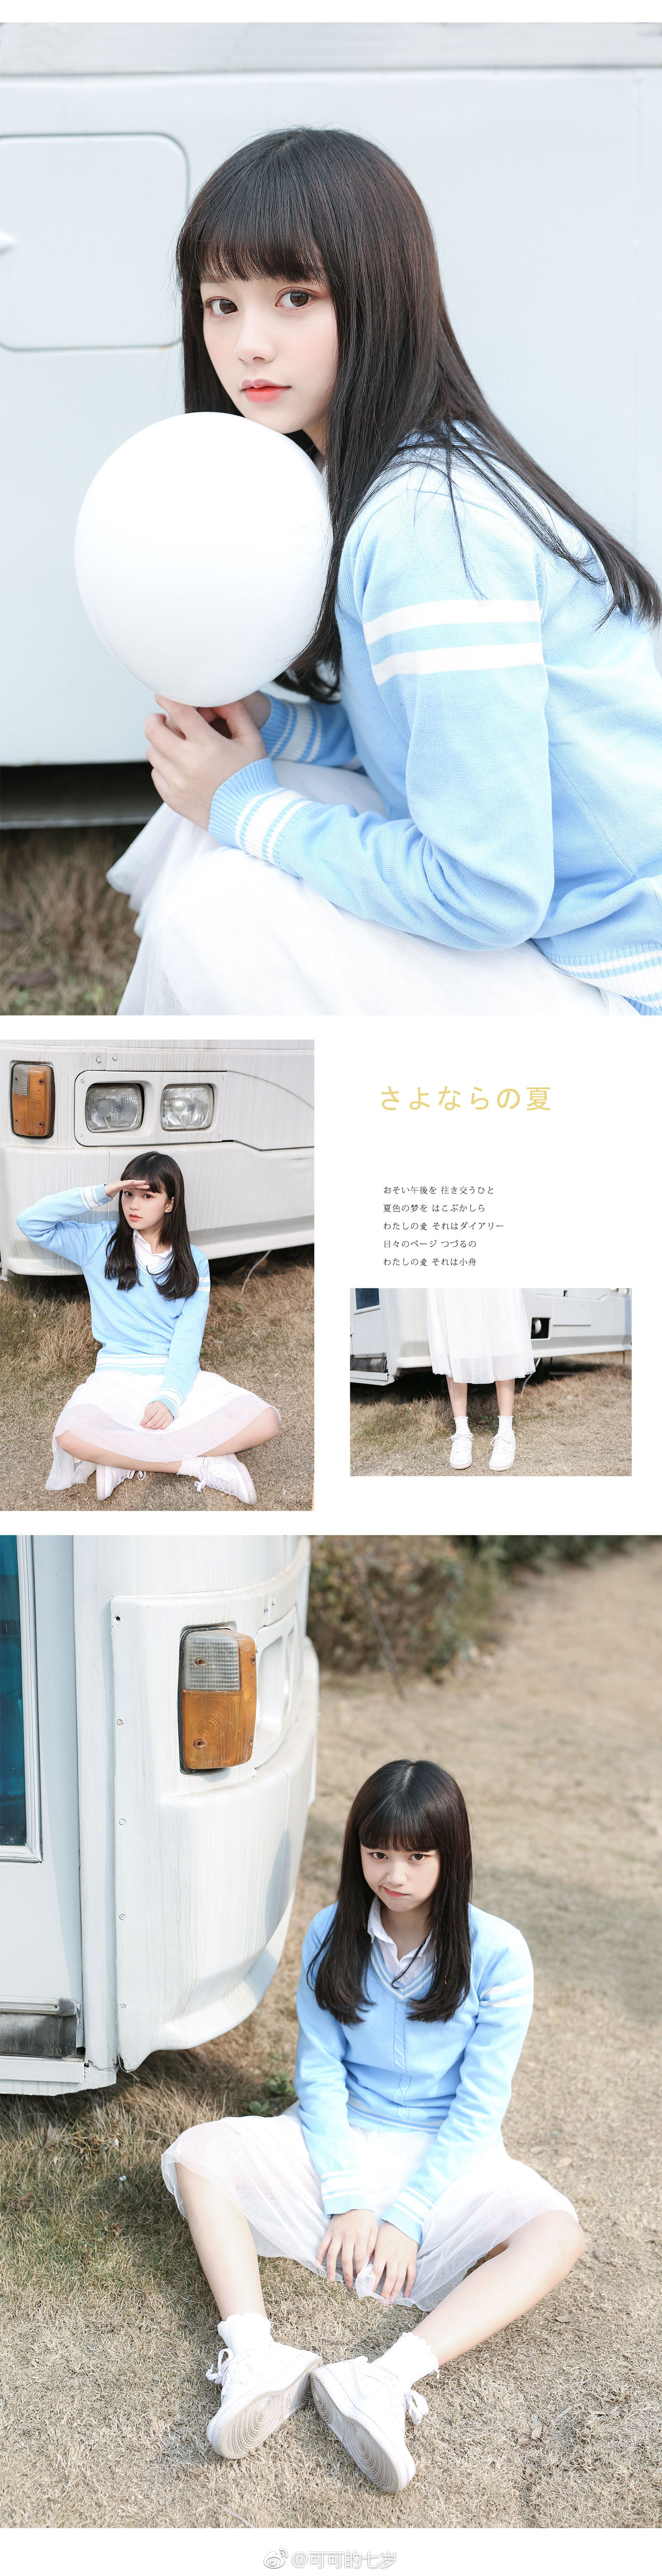 さよならの夏
おそい午後を 往き交うひと
夏色の夢を はこぶかしら
わたしの愛 それはダイアリー
日々のページ つづるの
わたしの愛 それは小舟
@可可的七岁